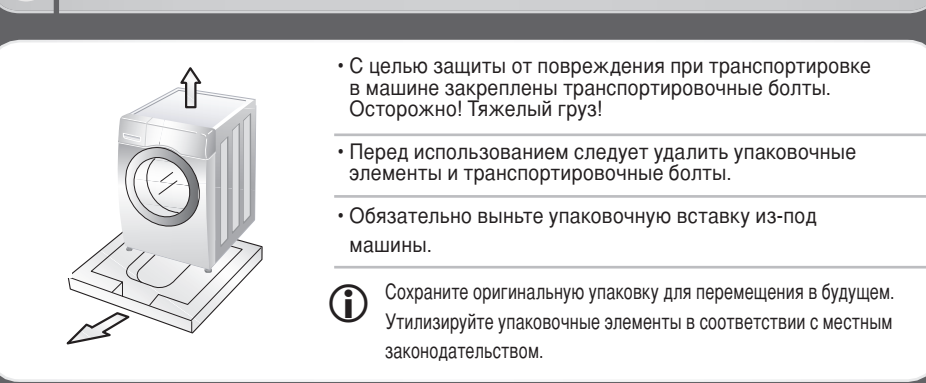 • С целью защиты от повреждения при транспортировке
в машине закреплены транспортировочные болты.
Осторожно! Тяжелый груз!
• Перед использованием следует удалить упаковочные
элементы и транспортировочные болты.
• Обязательно выньте упаковочную вставку из-под
машины.
Сохраните оригинальную упаковку для перемещения в будущем.
Утилизируйте упаковочные элементы в соответствии с местным
законодательством.